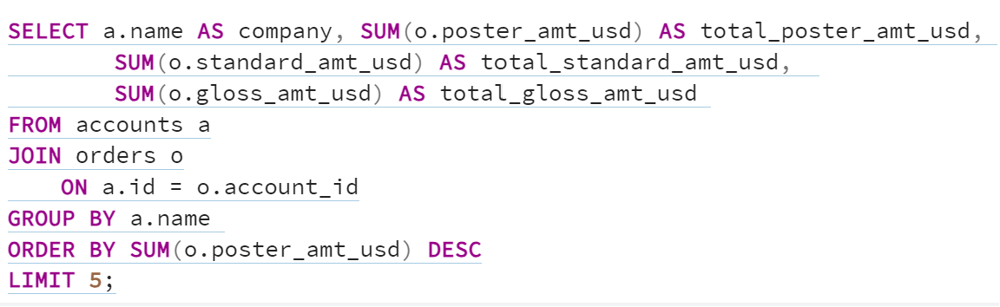 SELECT a.name AS company, SUM(o.poster_amt_usd) AS total_poster_amt_usd,
SUM(o.standard_amt_usd) AS total_standard_amt_usd,
SUM(o.gloss_amt_usd) AS total_gloss_amt_usd
FROM accounts a
JOIN orders o
ON a.id = o.account_id
GROUP BY a.name
ORDER BY SUM(o.poster_amt_usd) DESC
LIMIT 5;